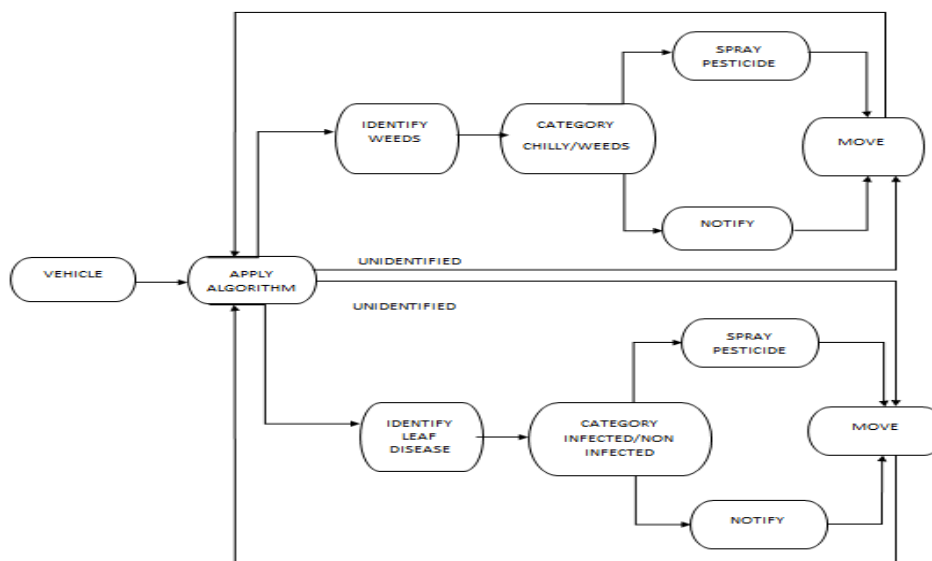 SPRAY
PESTICIDE
IDENTIFY
WEEDS
CATEGORY
CHILLY/WEEDS
MOVE
NOTIFY
UNIDENTIFIED
VEHICLE
APPLY
ALGORITHM
UNIDENTIFIED
SPRAY
PESTICIDE
IDENTIFY
LEAF
DISEASE
CATEGORY
INFECTED/NON
INFECTED
MOVE
NOTIFY